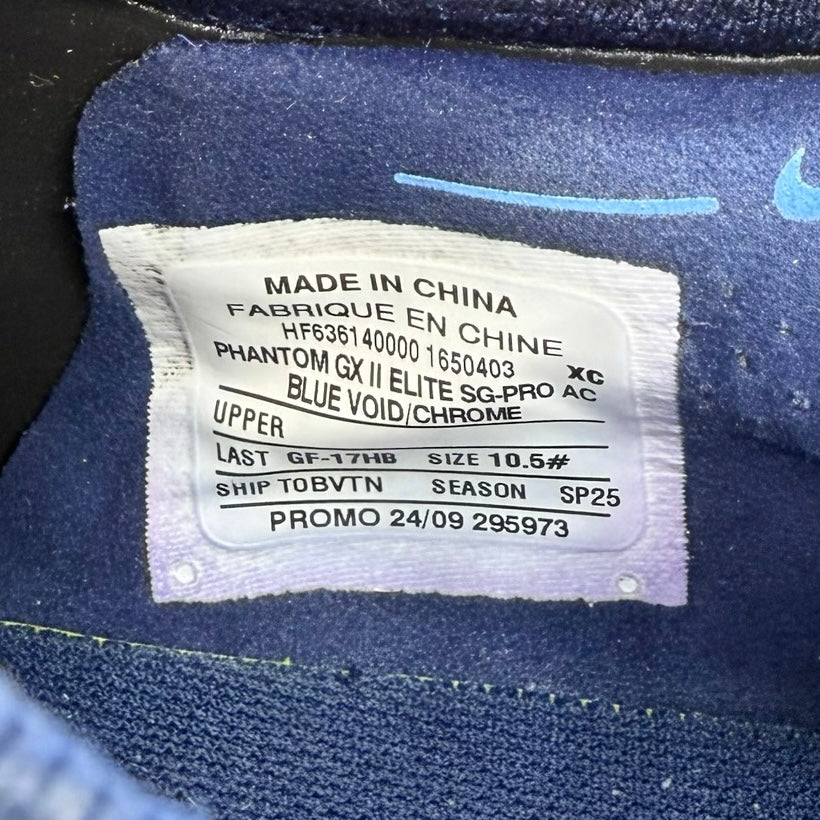 MADE IN CHINA
FABRIQUE EN CHINE
HF636140000 1650403 XC
PHANTOM GX II ELITE SG-PRO AC
BLUE VOID/CHROME
UPPER
LAST GF-17HB SIZE 10.5#
SHIP TOBVTN SEASON SP25
PROMO 24/09 295973